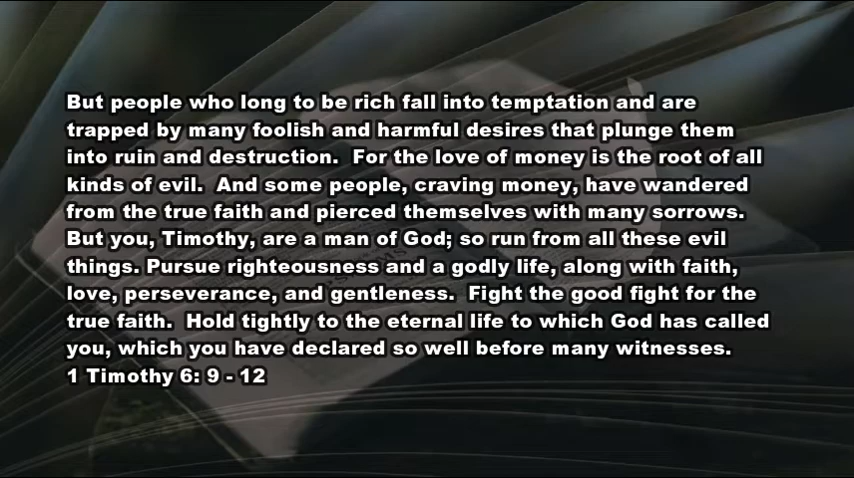 But people who long to be rich fall into temptation and are
trapped by many foolish and harmful desires that plunge them
into ruin and destruction.  For the love of money is the root of all
kinds of evil.  And some people, craving money, have wandered
from the true faith and pierced themselves with many sorrows.
But you, Timothy, are a man of God; so run from all these evil
things. Pursue righteousness and a godly life, along with faith,
love, perseverance, and gentleness.  Fight the good fight for the
true faith.  Hold tightly to the eternal life to which God has called
you, which you have declared so well before many witnesses.
1 Timothy 6: 9 - 12